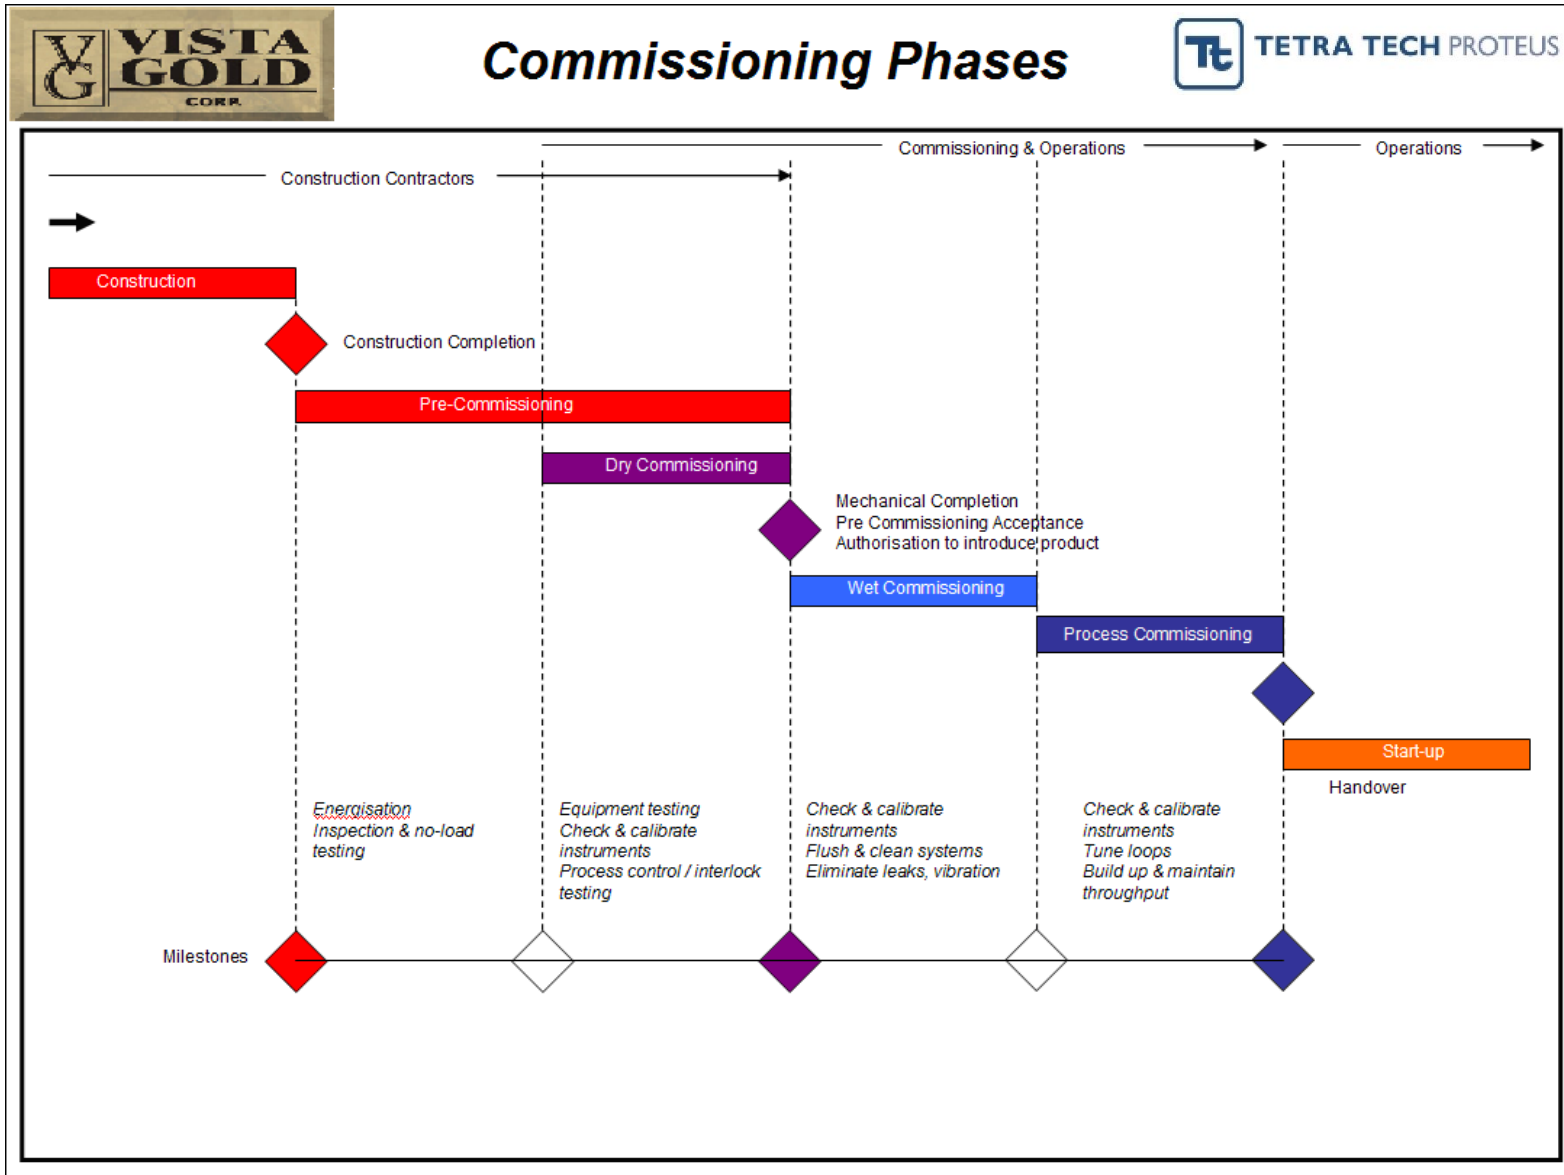 VG
VISTA
GOLD
CORP.
Commissioning Phases
Tt
TETRA TECH PROTEUS
Commissioning & Operations
Operations
Construction Contractors
Construction
Construction Completion
Pre-Commissioning
Dry Commissioning
Mechanical Completion
Pre Commissioning Acceptance
Authorisation to introduce product
Wet Commissioning
Process Commissioning
Start-up
Handover
Energisation
Inspection & no-load
testing
Equipment testing
Check & calibrate
instruments
Process control / interlock
testing
Check & calibrate
instruments
Flush & clean systems
Eliminate leaks, vibration
Check & calibrate
instruments
Tune loops
Build up & maintain
throughput
Milestones